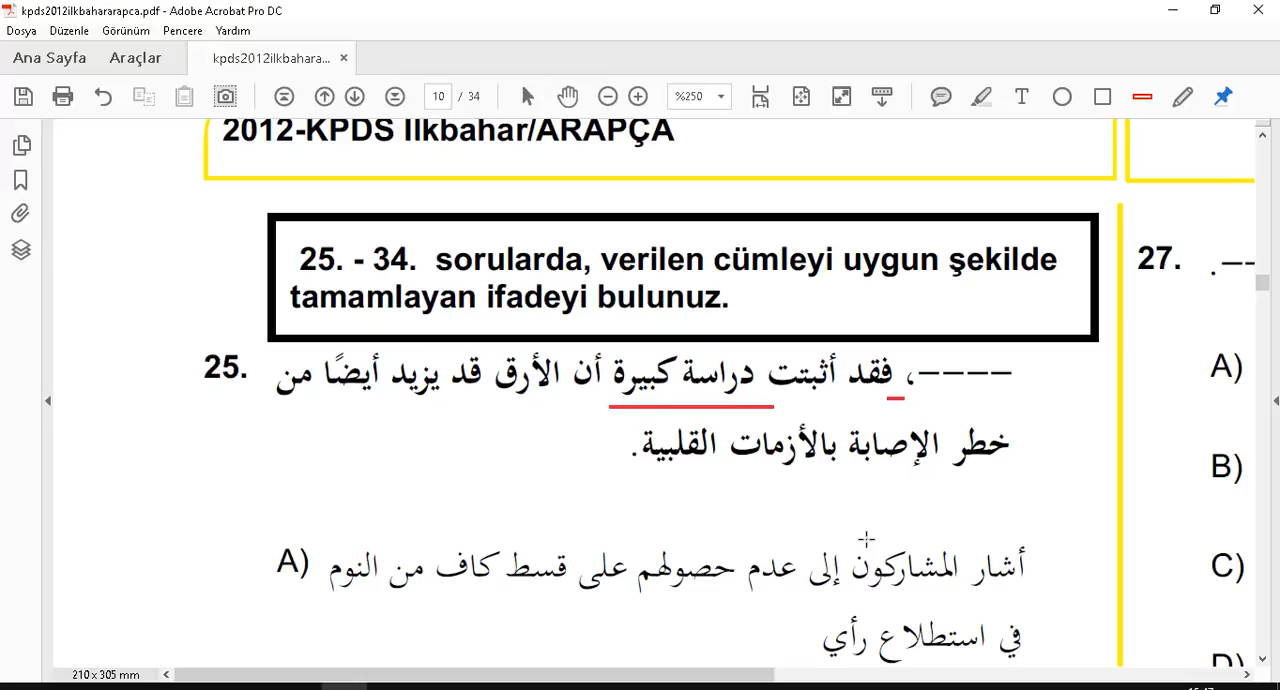 kpds2012ilkbahararapca.pdf - Adobe Acrobat Pro DC
Dosya Düzenle Görünüm Pencere Yardım
Ana Sayfa Araçlar kpds2012ilkbahara... ×
10 / 34 %250
2012-KPDS İlkbahar/ARAPÇA
25. - 34. sorularda, verilen cümleyi uygun şekilde
tamamlayan ifadeyi bulunuz.
25. ----، فقد أثبتت دراسة كبيرة أن الأرق قد يزيد أيضًا من
خطر الإصابة بالأزمات القلبية.
A) أشار المشاركون إلى عدم حصولهم على قسط كاف من النوم
في استطلاع رأي
27. .--
A)
B)
C)
D)
210 x 305 mm